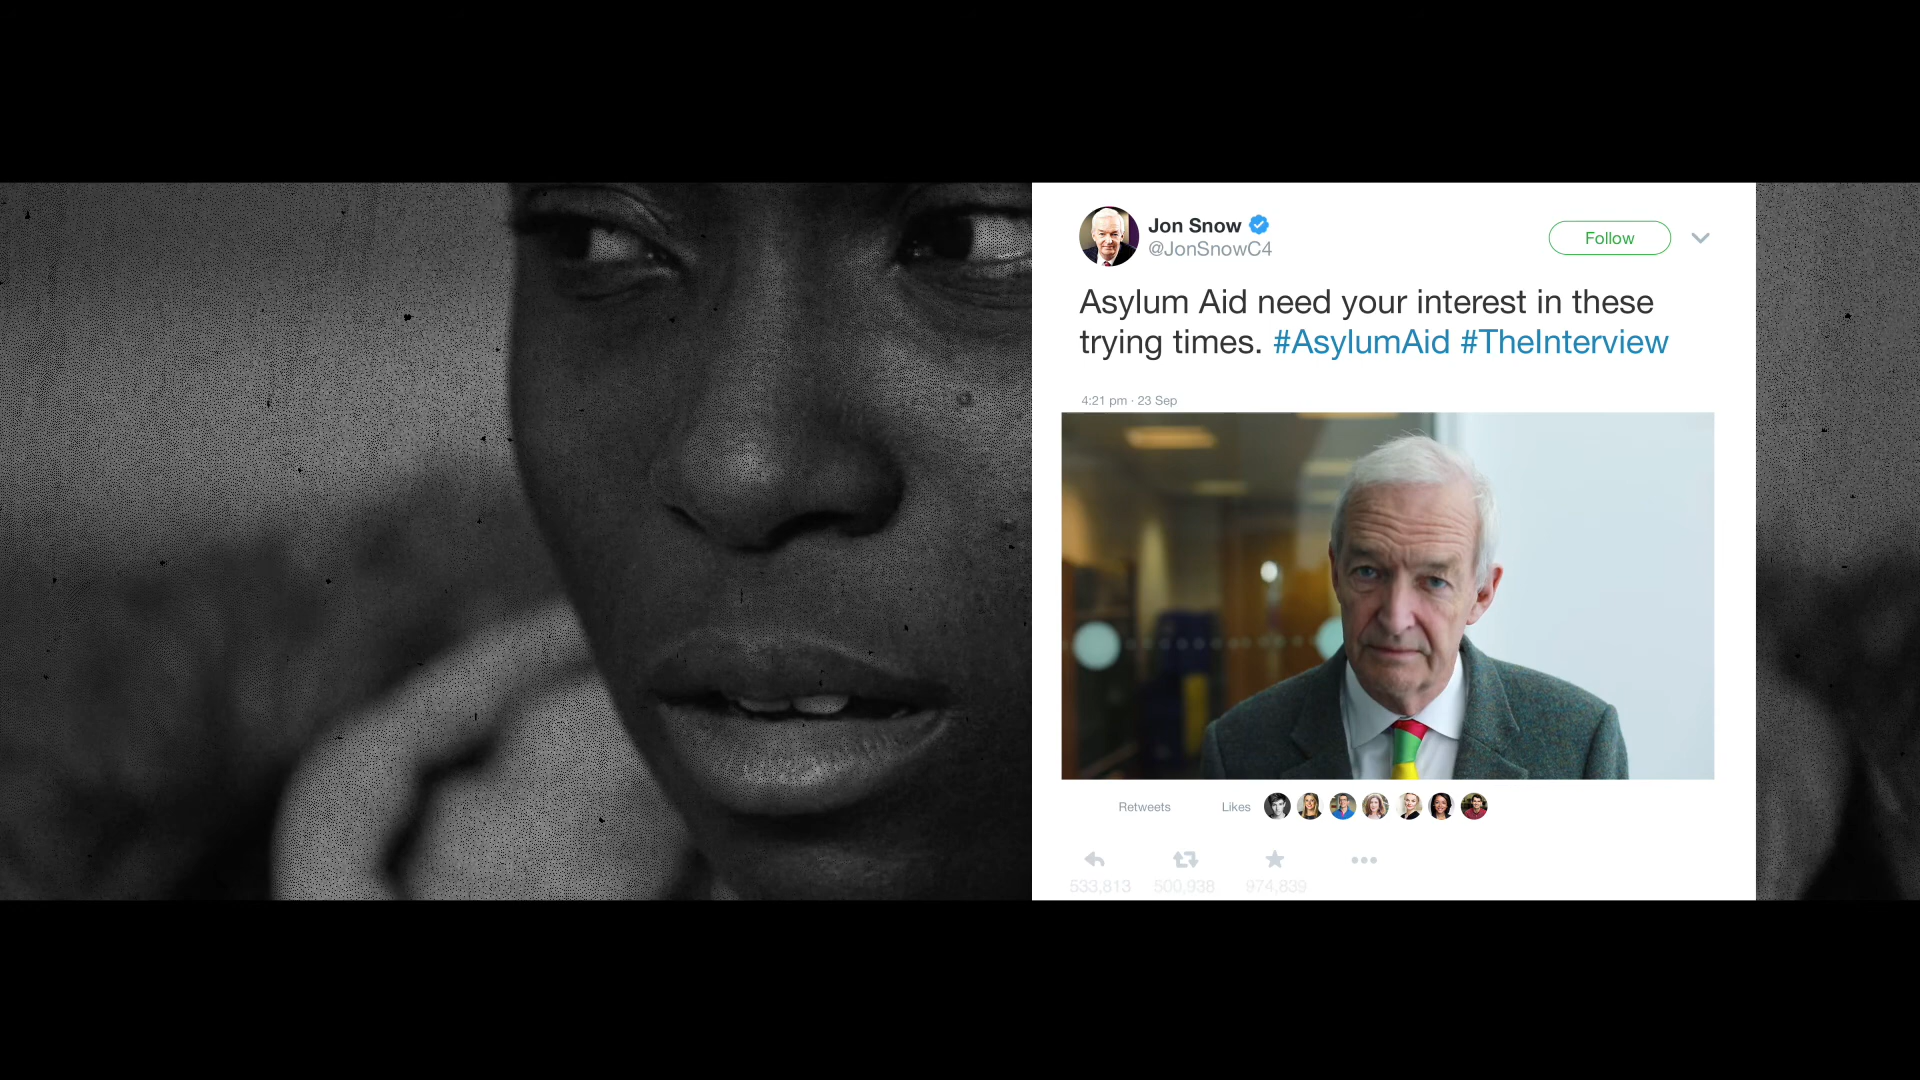 Jon Snow
@JonSnowC4
Follow
Asylum Aid need your interest in these
trying times. #AsylumAid #TheInterview
4:21 pm · 23 Sep
Retweets
Likes
533,813
500,938
974,839